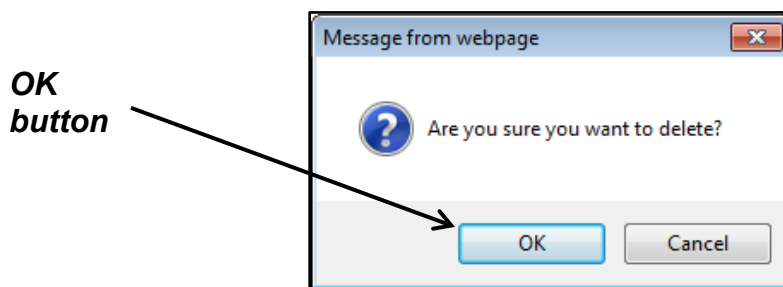 Message from webpage
OK
button
Are you sure you want to delete?
OK
Cancel